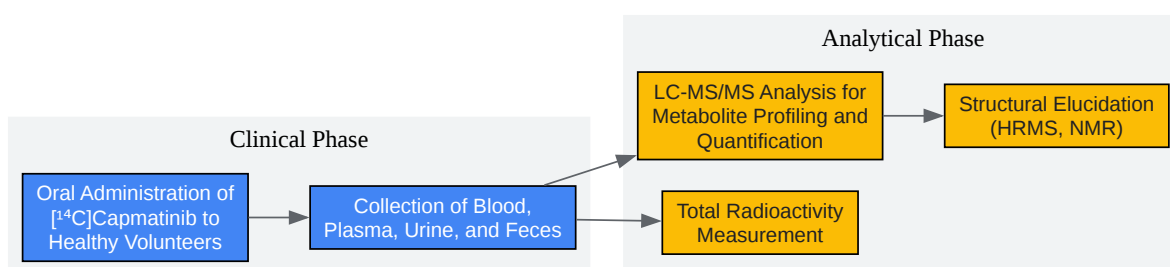 Clinical Phase
Oral Administration of
[¹⁴C]Capmatinib to
Healthy Volunteers
Collection of Blood,
Plasma, Urine, and Feces
Analytical Phase
LC-MS/MS Analysis for
Metabolite Profiling and
Quantification
Structural Elucidation
(HRMS, NMR)
Total Radioactivity
Measurement